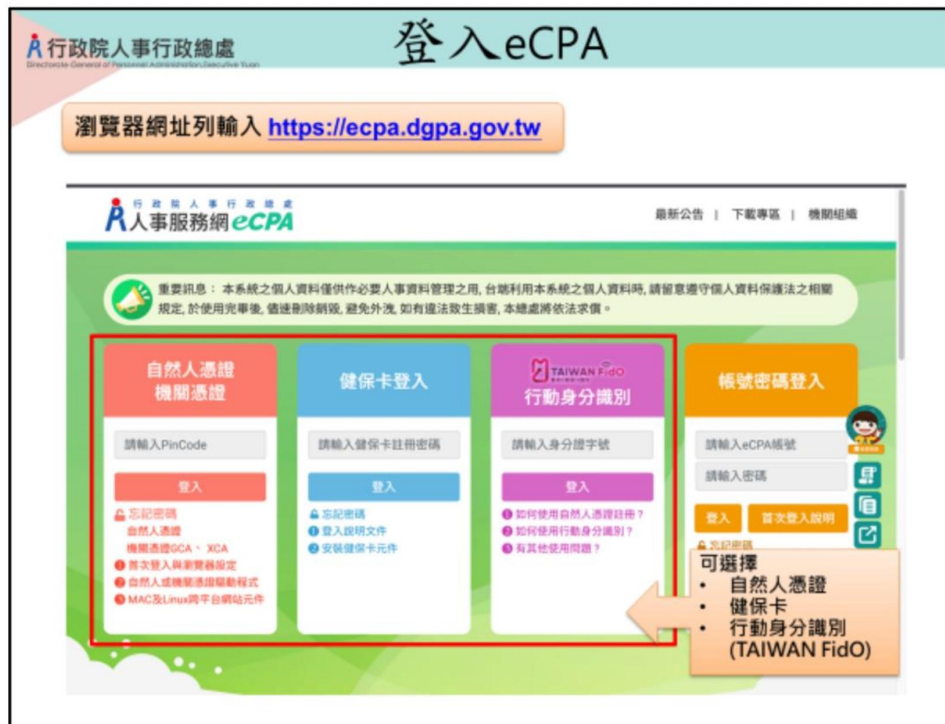 行政院人事行政總處
Directorate-General of Personnel Administration,Executive Yuan
登入eCPA
瀏覽器網址列輸入 https://ecpa.dgpa.gov.tw
行政院人事行政總處
人事服務網eCPA
最新公告 | 下載專區 | 機關組織
重要訊息： 本系統之個人資料僅供作必要人事資料管理之用, 台端利用本系統之個人資料時, 請留意遵守個人資料保護法之相關
規定, 於使用完畢後, 儘速刪除銷毀, 避免外洩, 如有違法致生損害, 本總處將依法求償。
自然人憑證
機關憑證
請輸入PinCode
登入
忘記密碼
自然人憑證
機關憑證GCA、 XCA
1 首次登入與瀏覽器設定
2 自然人或機關憑證驅動程式
3 MAC及Linux跨平台網站元件
健保卡登入
請輸入健保卡註冊密碼
登入
忘記密碼
1 登入說明文件
2 安裝健保卡元件
TAIWAN FidO
行動身分識別
請輸入身分證字號
登入
1 如何使用自然人憑證註冊？
2 如何使用行動身分識別？
3 有其他使用問題？
帳號密碼登入
請輸入eCPA帳號
請輸入密碼
登入
首次登入說明
忘記密碼
可選擇
• 自然人憑證
• 健保卡
• 行動身分識別
(TAIWAN FidO)